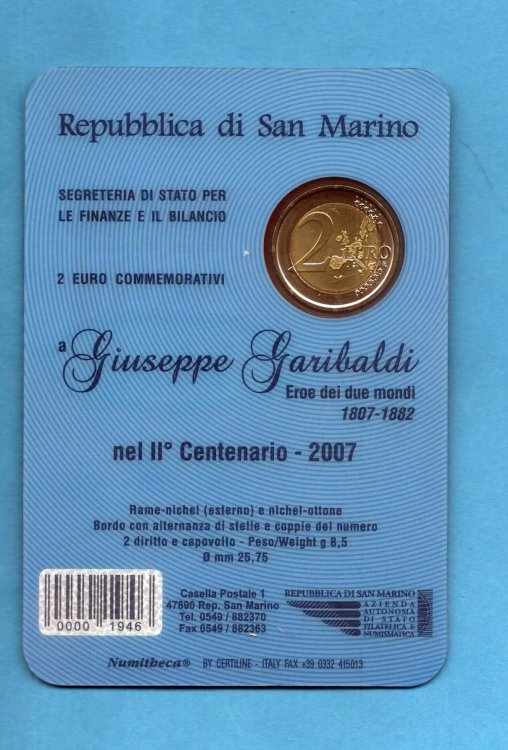 Repubblica di San Marino
SEGRETERIA DI STATO PER
LE FINANZE E IL BILANCIO
2 EURO
2 EURO COMMEMORATIVI
a Giuseppe Garibaldi
Eroe dei due mondi
1807-1882
nel II° Centenario - 2007
Rame-nichel (esterno) e nichel-ottone
Bordo con alternanza di stelle e coppie del numero
2 diritto e capovolto - Peso/Weight g 8,5
Ø mm 25,75
0000 1946
Casella Postale 1
47890 Rep. San Marino
Tel. 0549 / 882370
Fax 0549 / 882363
REPUBBLICA DI SAN MARINO
AZIENDA
AUTONOMA
DI STATO
FILATELICA E
NUMISMATICA
Numitheca® BY CERTILINE - ITALY FAX +39 0332 415013